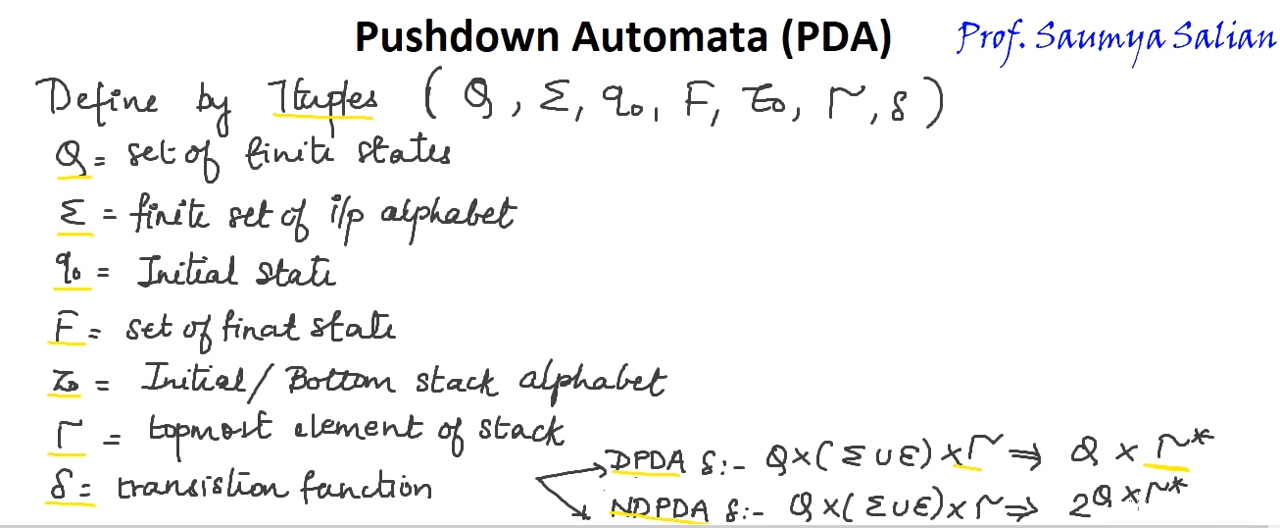 Pushdown Automata (PDA)
Prof. Saumya Salian
Define by 7tuples ( Q, Σ, q₀, F, Z₀, Γ, δ )
Q = set of finite states
Σ = finite set of i/p alphabet
q₀ = Initial state
F = set of final state
Z₀ = Initial / Bottom stack alphabet
Γ = topmost element of stack
δ = transistion function
DPDA δ:- Q×(Σ∪ε)×Γ ⇒ Q × Γ*
NDPDA δ:- Q×(Σ∪ε)×Γ ⇒ 2^Q×Γ*